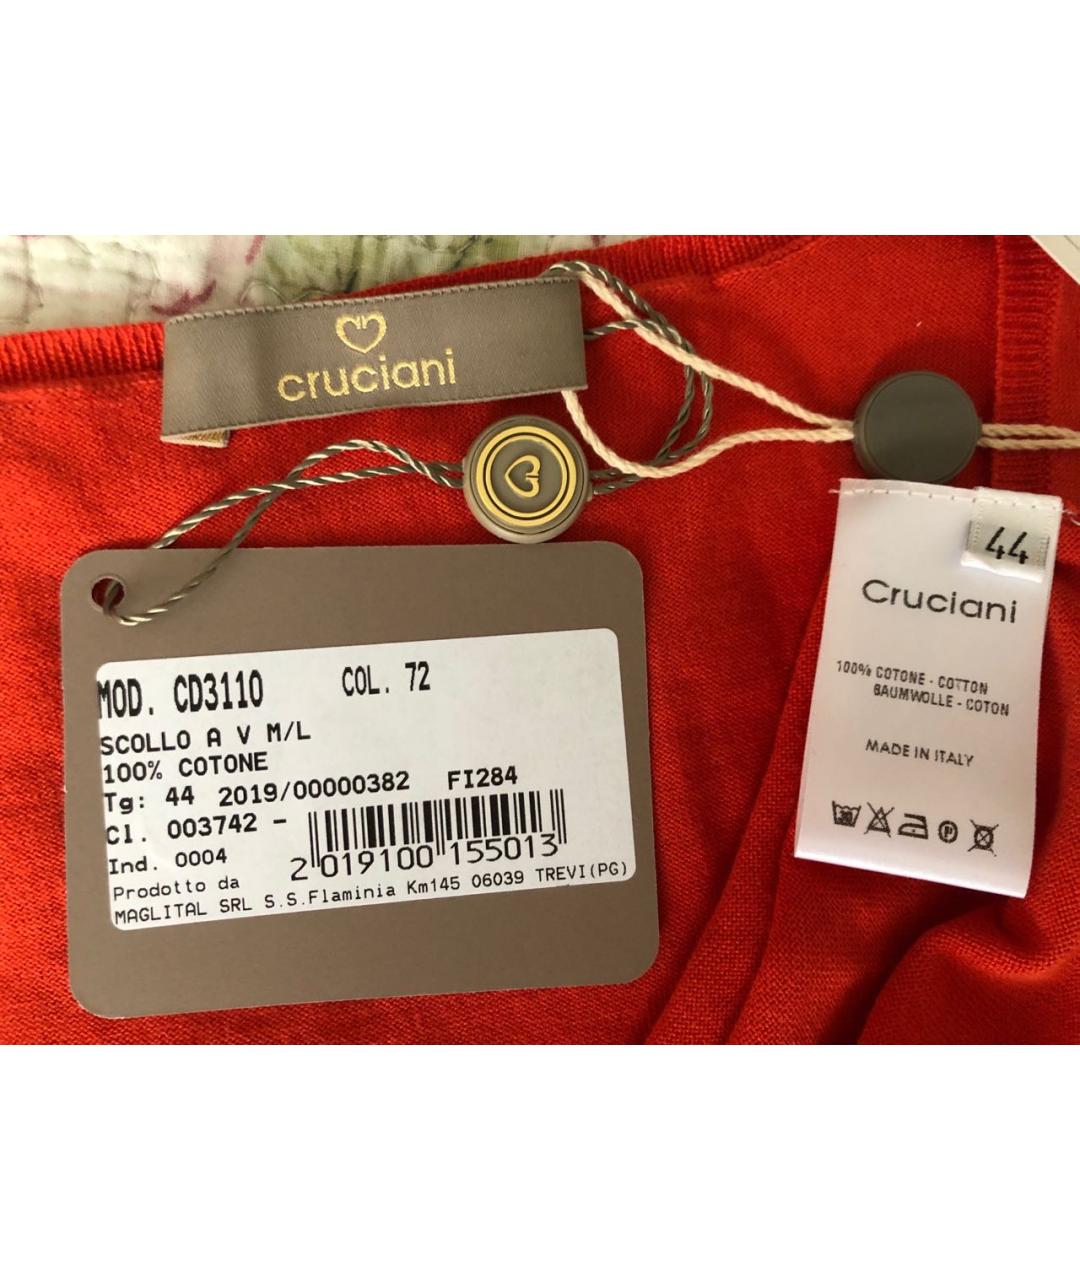 cruciani
MOD. CD3110 COL. 72
SCOLLO A V M/L
100% COTONE
Tg: 44 2019/00000382 FI284
Cl. 003742 -
Ind. 0004
2 019100 155013
Prodotto da
MAGLITAL SRL S.S.Flaminia Km145 06039 TREVI(PG)
44
Cruciani
100% COTONE - COTTON
BAUMWOLLE - COTON
MADE IN ITALY
30
P